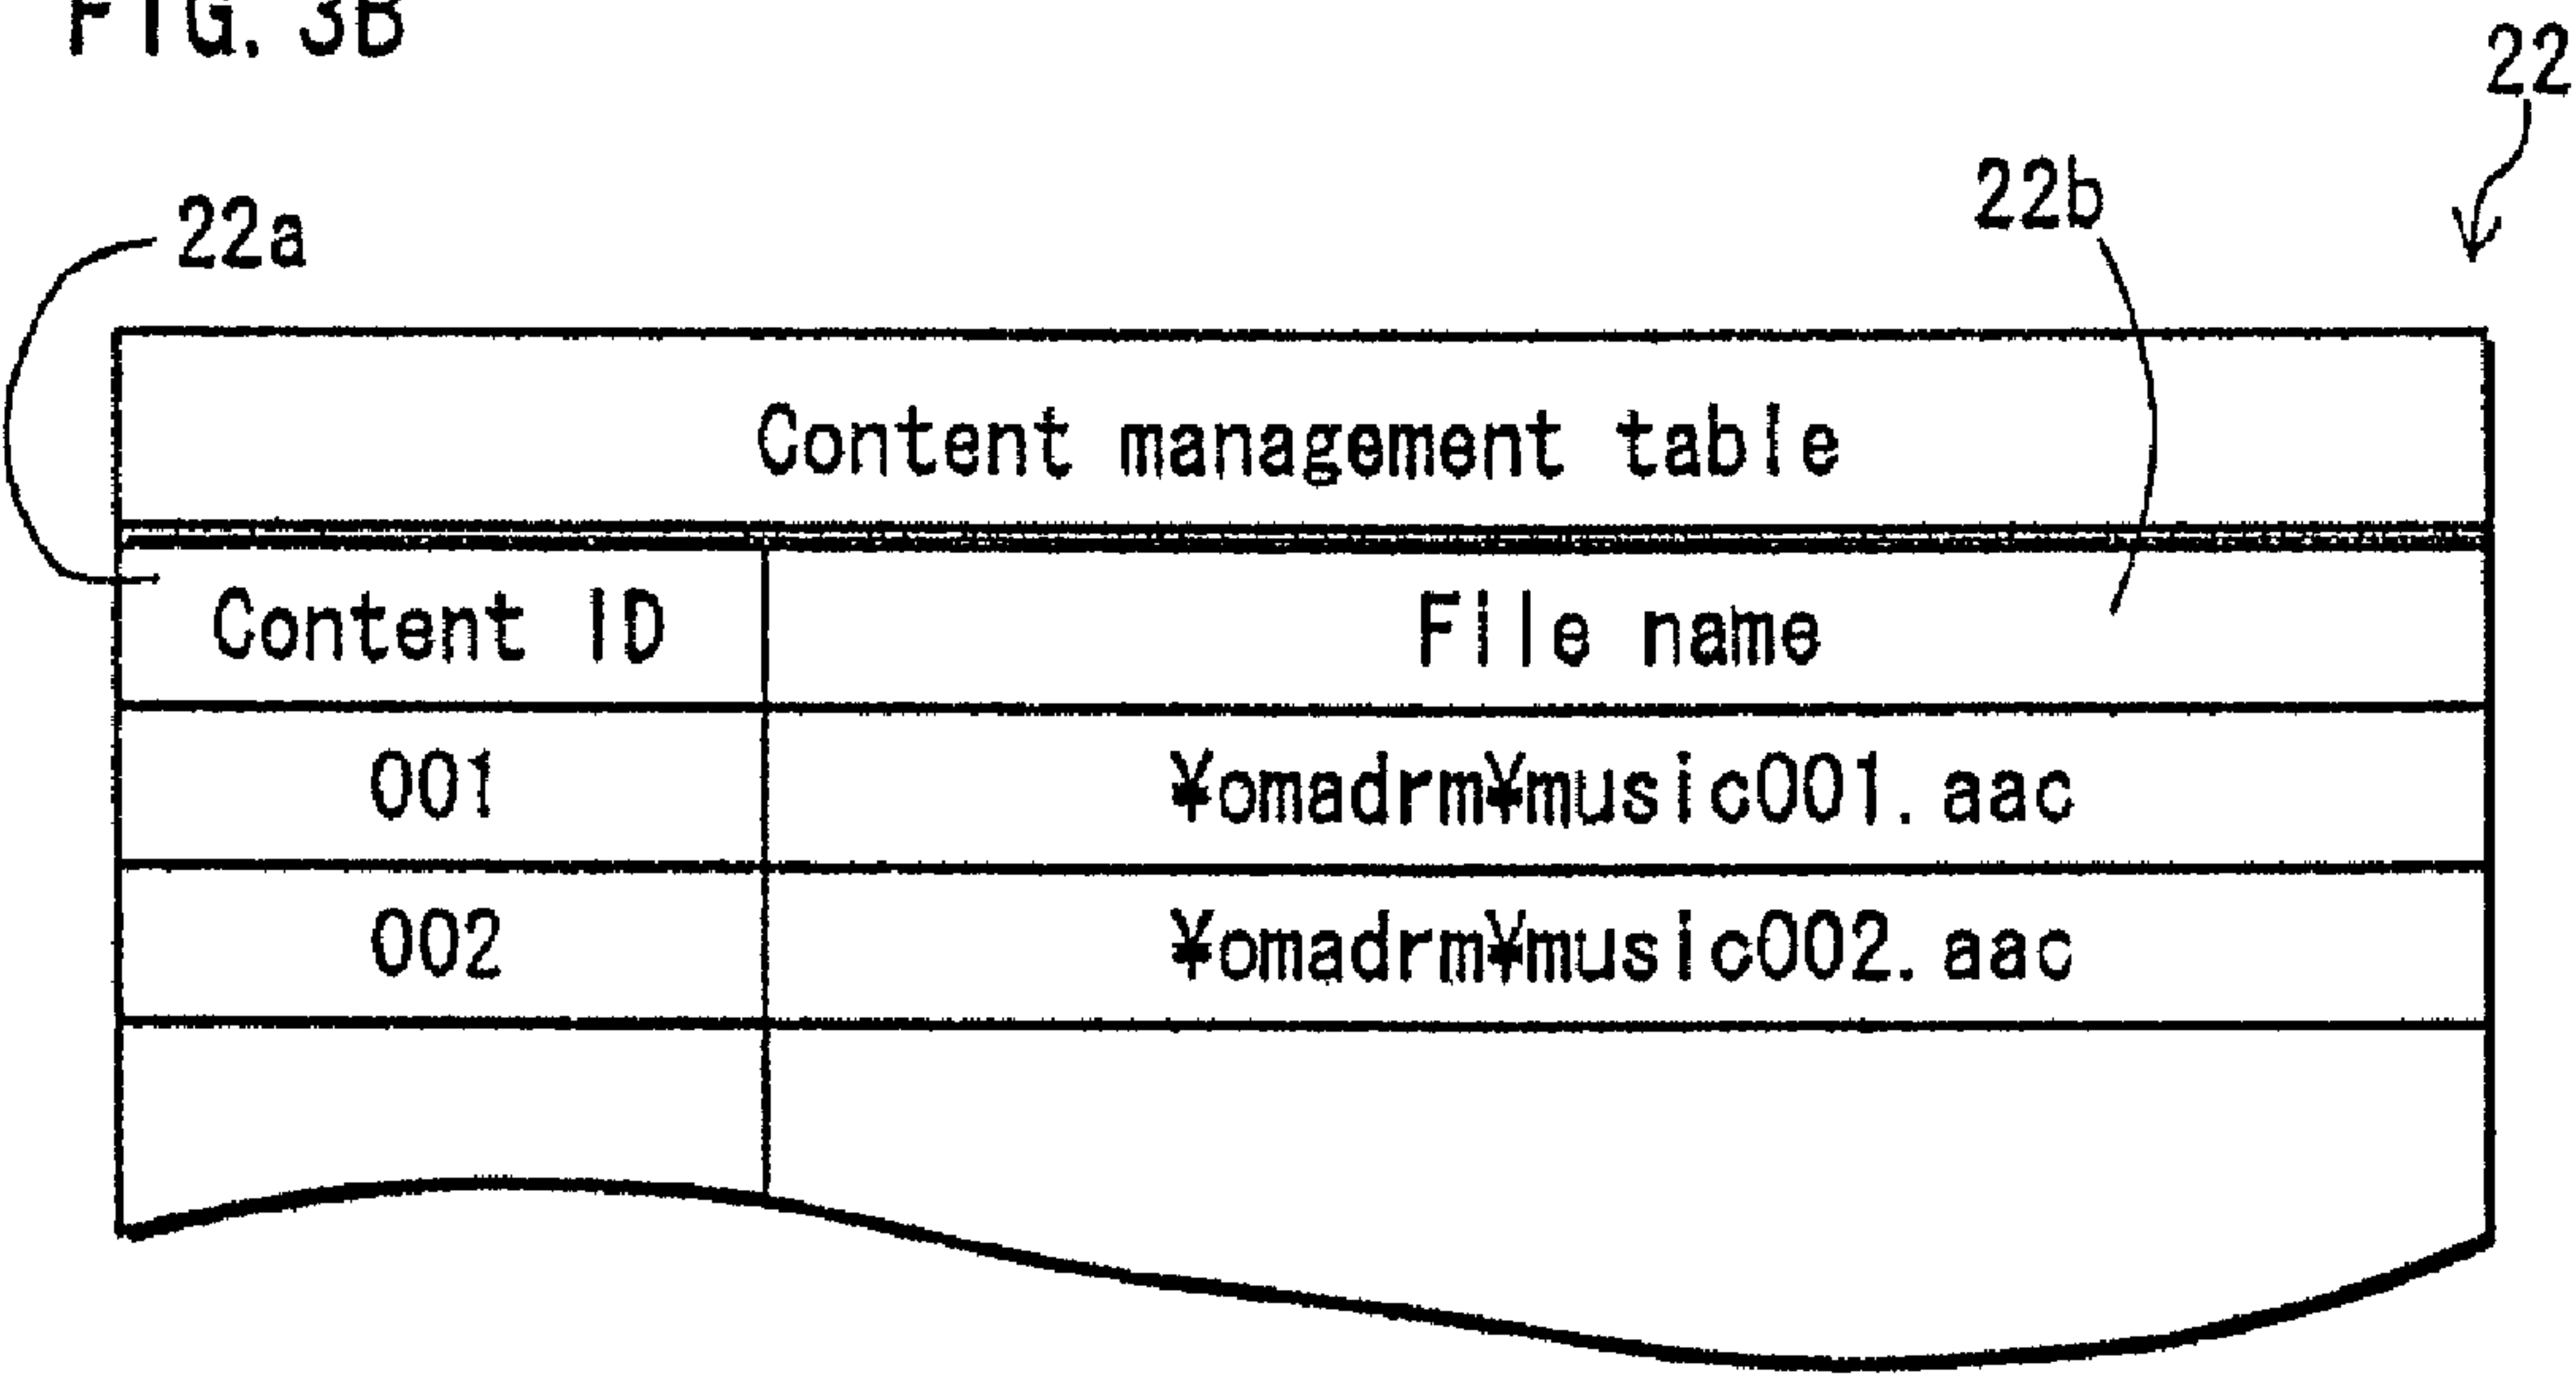 FIG. 3B
22
22a
22b
Content management table
Content ID File name
001 ¥omadrm¥music001.aac
002 ¥omadrm¥music002.aac